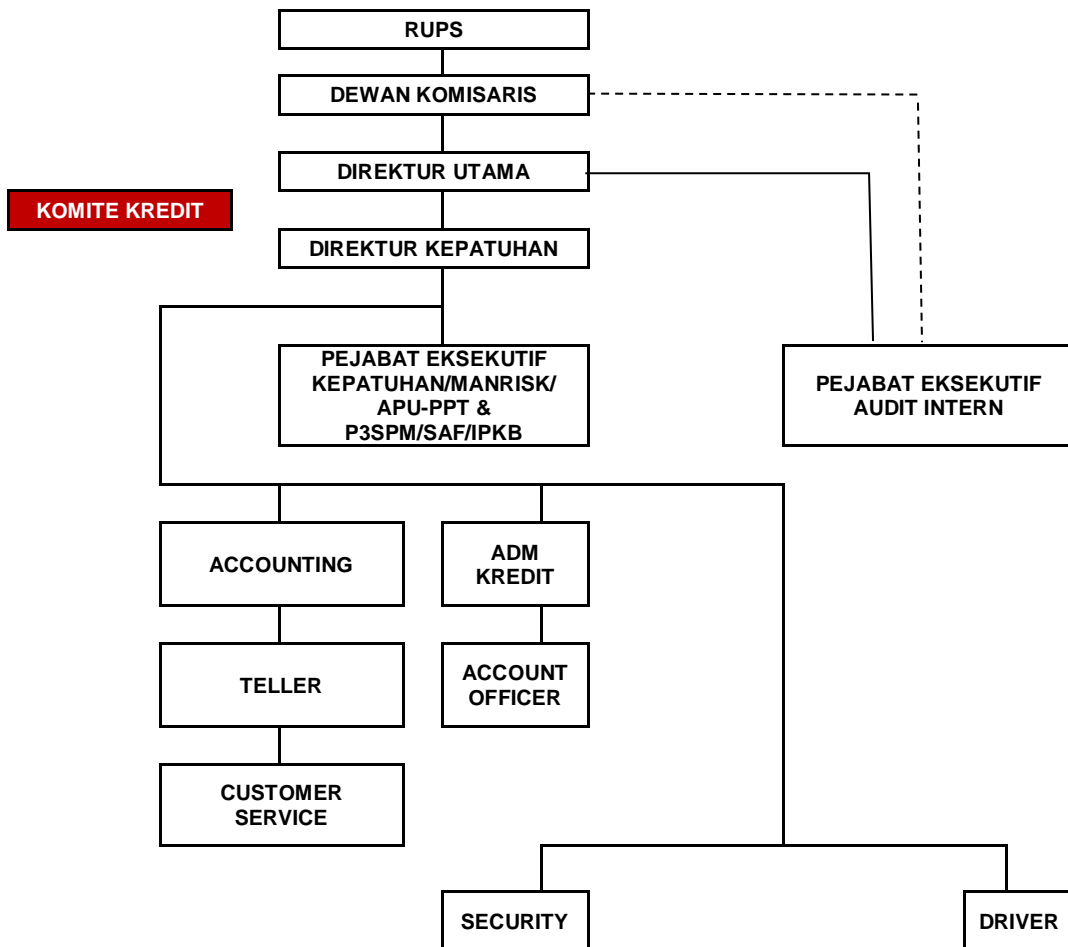 RUPS
DEWAN KOMISARIS
DIREKTUR UTAMA
KOMITE KREDIT
DIREKTUR KEPATUHAN
PEJABAT EKSEKUTIF
KEPATUHAN/MANRISK/
APU-PPT &
P3SPM/SAF/IPKB
PEJABAT EKSEKUTIF
AUDIT INTERN
ACCOUNTING
ADM
KREDIT
TELLER
ACCOUNT
OFFICER
CUSTOMER
SERVICE
SECURITY
DRIVER